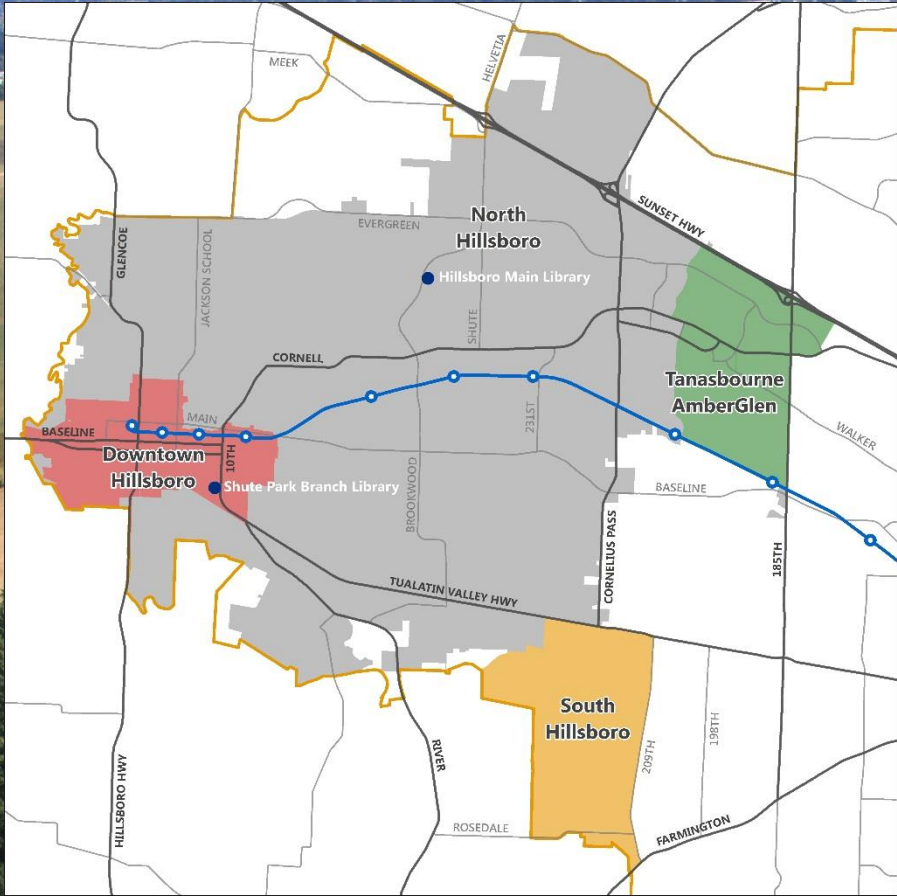 HELVETIA
MEEK
SUNSET HWY
North
Hillsboro
EVERGREEN
GLENCOE
JACKSON SCHOOL
Hillsboro Main Library
SHUTE
CORNELL
Tanasbourne
AmberGlen
231ST
MAIN
BASELINE
WALKER
Downtown
Hillsboro
10TH
Shute Park Branch Library
BROOKWOOD
BASELINE
CORNELIUS PASS
185TH
TUALATIN VALLEY HWY
South
Hillsboro
209TH
198TH
RIVER
HILLSBORO HWY
ROSEDALE
FARMINGTON